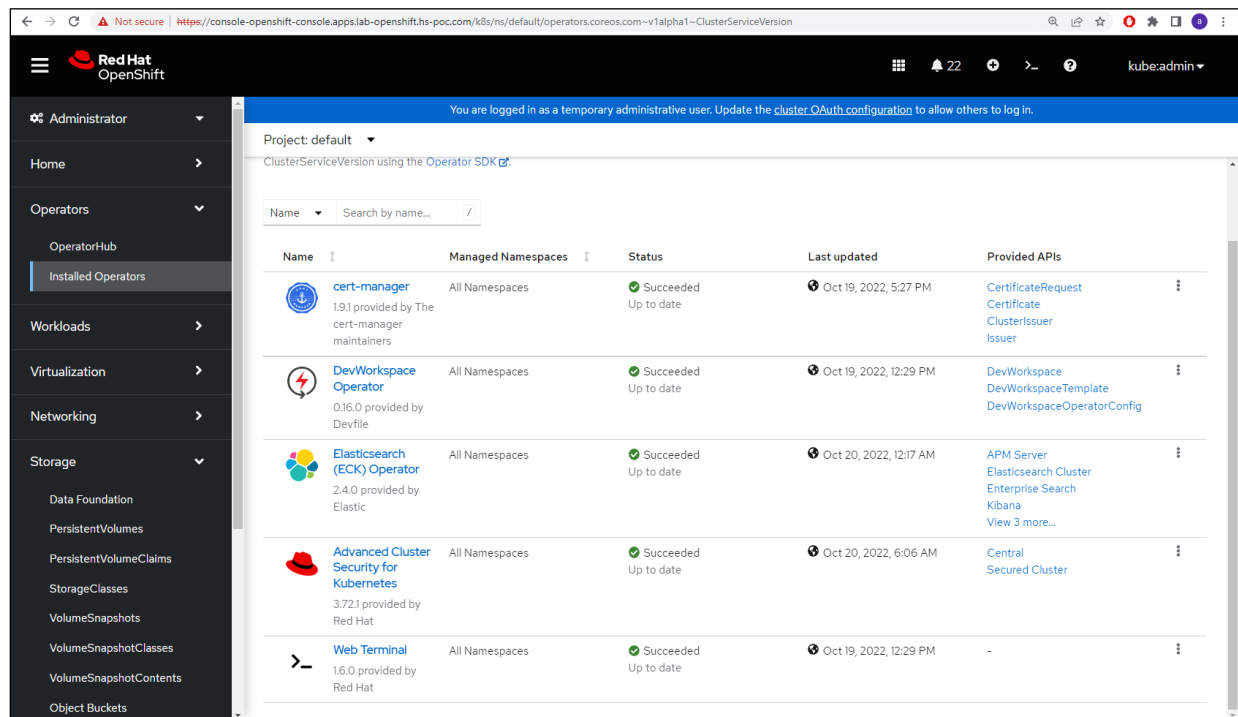 Not secure | https://console-openshift-console.apps.lab-openshift.hs-poc.com/k8s/ns/default/operators.coreos.com~v1alpha1~ClusterServiceVersion
Red Hat
OpenShift
22
kube:admin
You are logged in as a temporary administrative user. Update the cluster OAuth configuration to allow others to log in.
Administrator
Home
Operators
OperatorHub
Installed Operators
Workloads
Virtualization
Networking
Storage
Data Foundation
PersistentVolumes
PersistentVolumeClaims
StorageClasses
VolumeSnapshots
VolumeSnapshotClasses
VolumeSnapshotContents
Object Buckets
Project: default
ClusterServiceVersion using the Operator SDK.
Name
Search by name...
/
Name Managed Namespaces Status Last updated Provided APIs
cert-manager
1.9.1 provided by The
cert-manager
maintainers
All Namespaces
Succeeded
Up to date
Oct 19, 2022, 5:27 PM
CertificateRequest
Certificate
ClusterIssuer
Issuer
DevWorkspace
Operator
0.16.0 provided by
Devfile
All Namespaces
Succeeded
Up to date
Oct 19, 2022, 12:29 PM
DevWorkspace
DevWorkspaceTemplate
DevWorkspaceOperatorConfig
Elasticsearch
(ECK) Operator
2.4.0 provided by
Elastic
All Namespaces
Succeeded
Up to date
Oct 20, 2022, 12:17 AM
APM Server
Elasticsearch Cluster
Enterprise Search
Kibana
View 3 more...
Advanced Cluster
Security for
Kubernetes
3.72.1 provided by
Red Hat
All Namespaces
Succeeded
Up to date
Oct 20, 2022, 6:06 AM
Central
Secured Cluster
Web Terminal
1.6.0 provided by
Red Hat
All Namespaces
Succeeded
Up to date
Oct 19, 2022, 12:29 PM
-